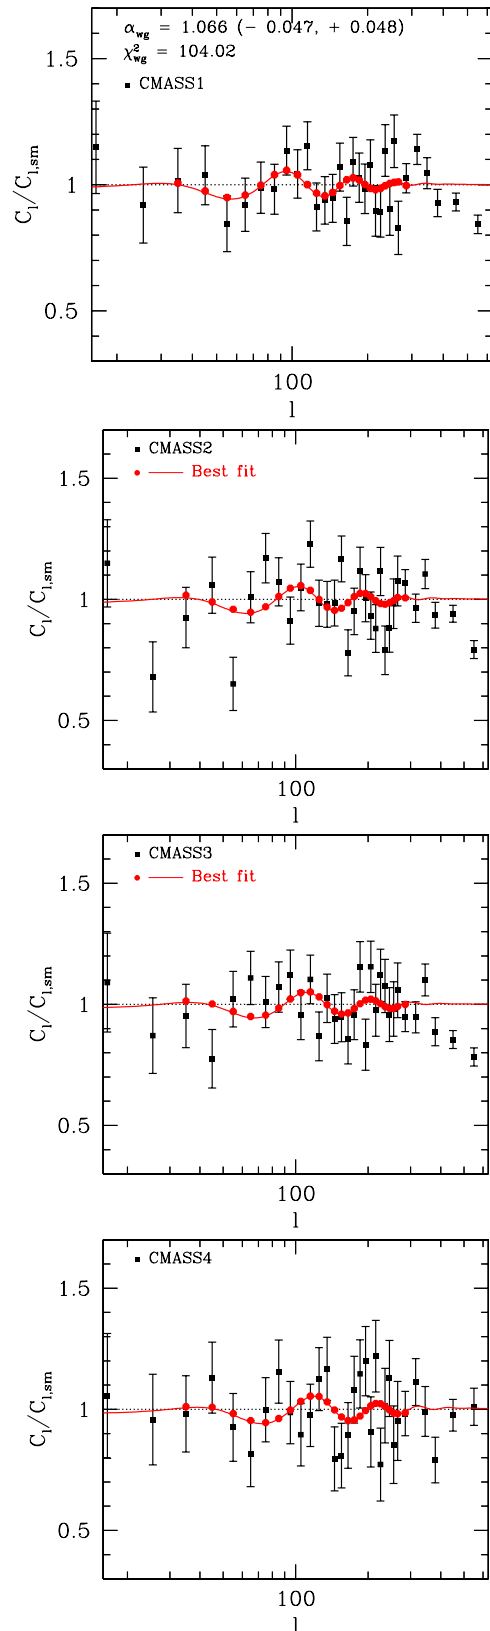 α_wg = 1.066 (− 0.047, + 0.048)
χ²_wg = 104.02
CMASS1
1.5
1
0.5
C_l/C_l,sm
100
l
CMASS2
Best fit
1.5
1
0.5
C_l/C_l,sm
100
l
CMASS3
Best fit
1.5
1
0.5
C_l/C_l,sm
100
l
CMASS4
1.5
1
0.5
C_l/C_l,sm
100
l